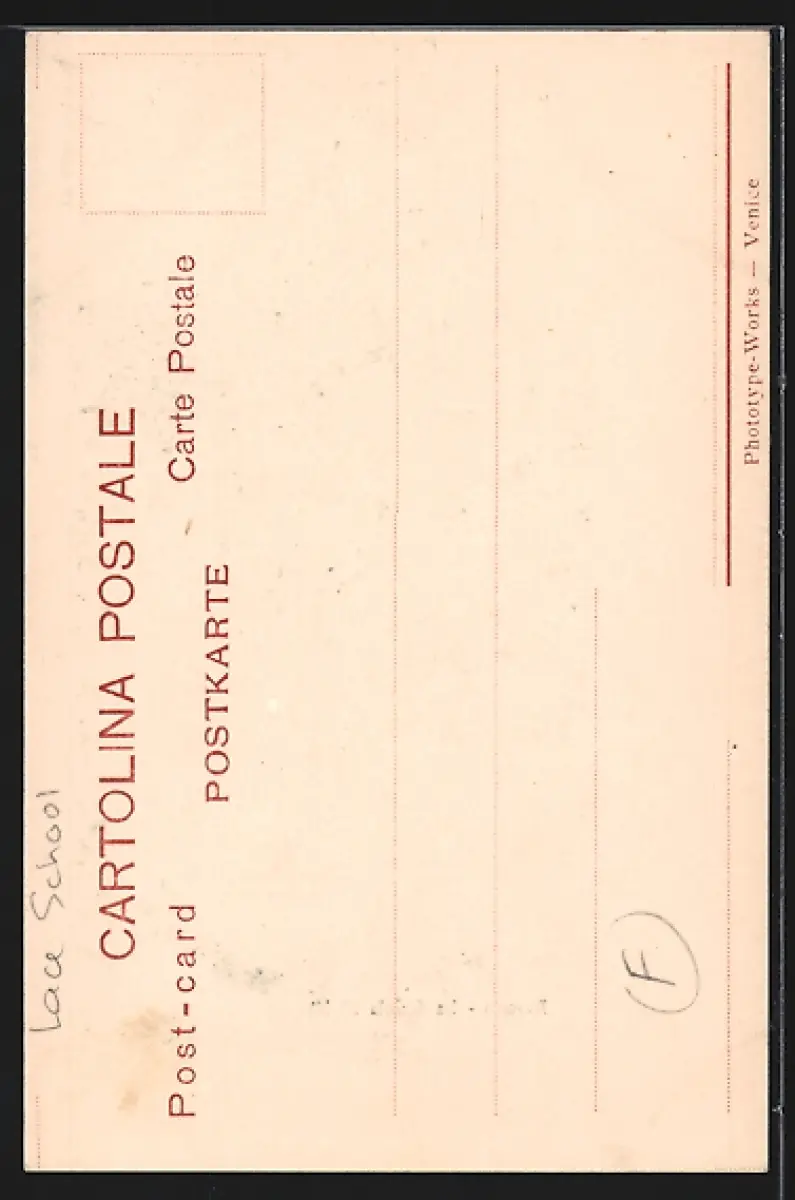 Lace School
CARTOLINA POSTALE
Post-card Carte Postale
POSTKARTE
F
Phototype-Works — Venice